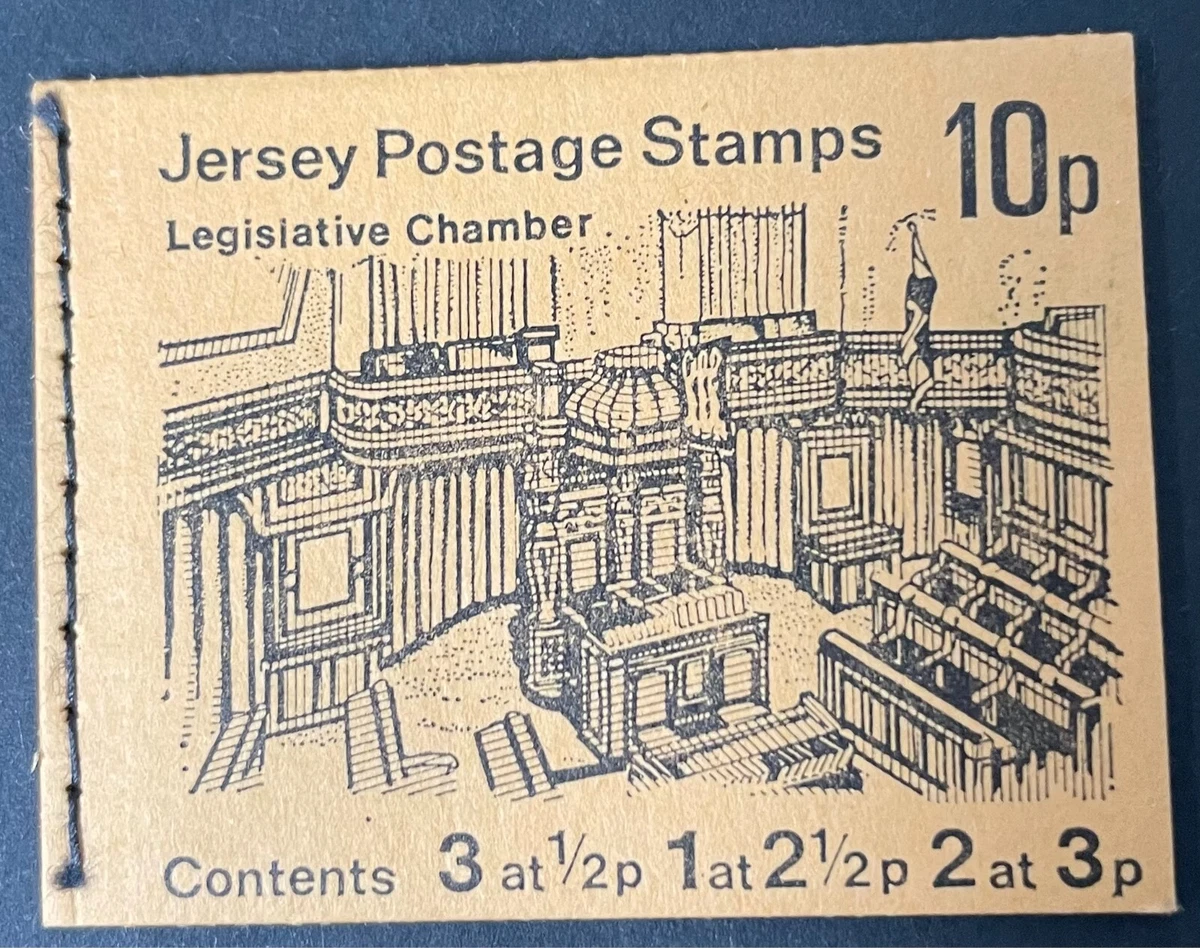 Jersey Postage Stamps 10p
Legislative Chamber
Contents 3 at ½p 1 at 2½p 2 at 3p